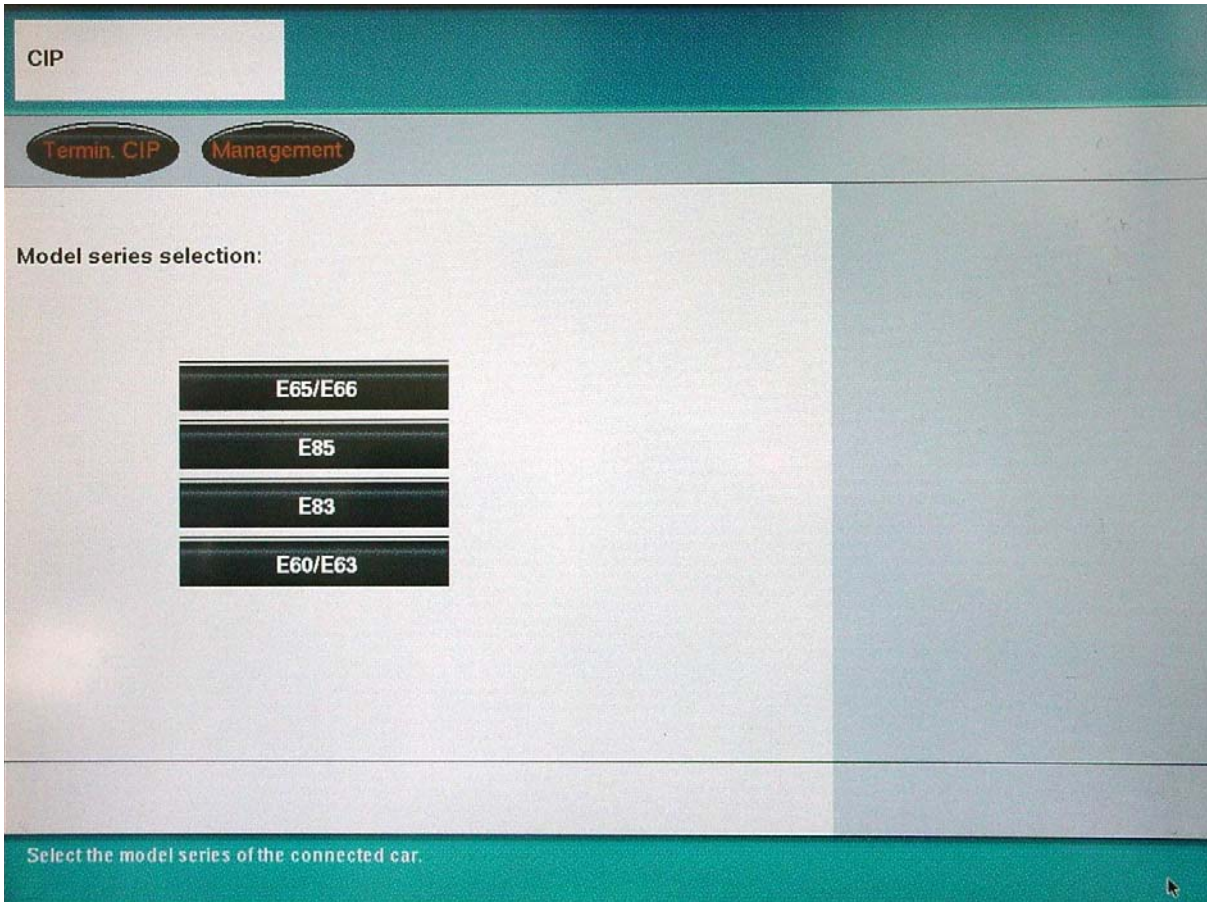 CIP
Termin. CIP Management
Model series selection:
E65/E66
E85
E83
E60/E63
Select the model series of the connected car.